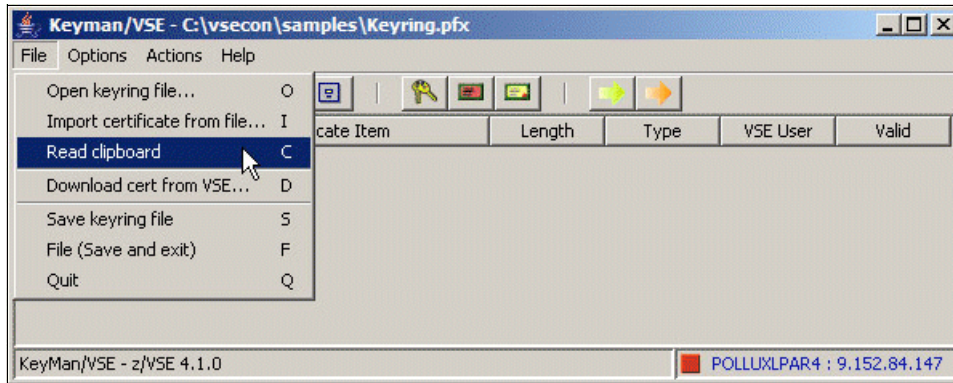 Keyman/VSE - C:\vsecon\samples\Keyring.pfx
File Options Actions Help
Open keyring file... O
Import certificate from file... I
cate Item Length Type VSE User Valid
Read clipboard C
Download cert from VSE... D
Save keyring file S
File (Save and exit) F
Quit Q
KeyMan/VSE - z/VSE 4.1.0 POLLUXLPAR4 : 9.152.84.147